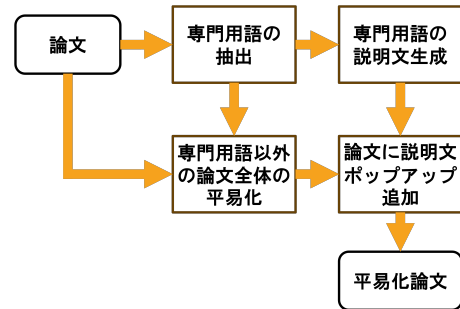 論文
専門用語の
抽出
専門用語の
説明文生成
専門用語以外
の論文全体の
平易化
論文に説明文
ポップアップ
追加
平易化論文